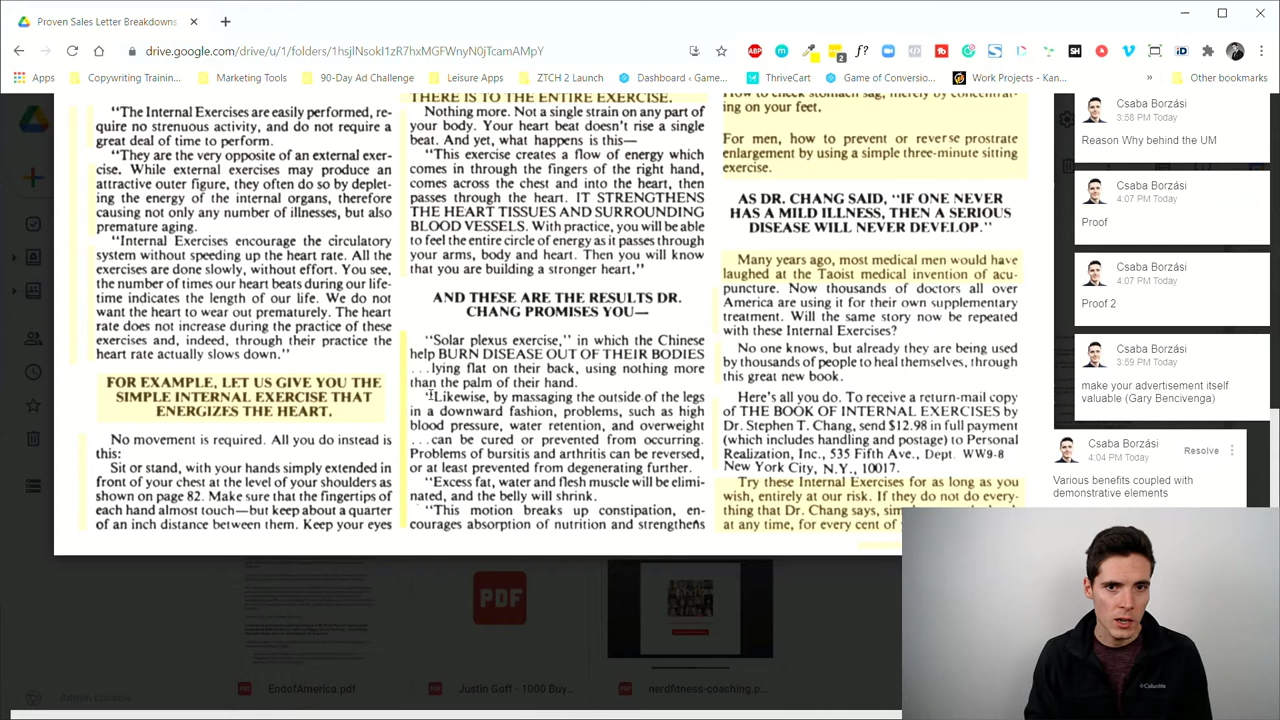 Proven Sales Letter Breakdowns
drive.google.com/drive/u/1/folders/1hsjlNsokI1zR7hxMGFWnyN0jTcamAMpY
Apps
Copywriting Trainin...
Marketing Tools
90-Day Ad Challenge
Leisure Apps
ZTCH 2 Launch
Dashboard ‹ Game...
ThriveCart
Game of Conversio...
Work Projects - Kan...
»
Other bookmarks
"The Internal Exercises are easily performed, re-
quire no strenuous activity, and do not require a
great deal of time to perform.
"They are the very opposite of an external exer-
cise. While external exercises may produce an
attractive outer figure, they often do so by deplet-
ing the energy of the internal organs, therefore
causing not only any number of illnesses, but also
premature aging.
"Internal Exercises encourage the circulatory
system without speeding up the heart rate. All the
exercises are done slowly, without effort. You see,
the number of times our heart beats during our life-
time indicates the length of our life. We do not
want the heart to wear out prematurely. The heart
rate does not increase during the practice of these
exercises and, indeed, through their practice the
heart rate actually slows down."
FOR EXAMPLE, LET US GIVE YOU THE
SIMPLE INTERNAL EXERCISE THAT
ENERGIZES THE HEART.
No movement is required. All you do instead is
this:
Sit or stand, with your hands simply extended in
front of your chest at the level of your shoulders as
shown on page 82. Make sure that the fingertips of
each hand almost touch—but keep about a quarter
of an inch distance between them. Keep your eyes
THERE IS TO THE ENTIRE EXERCISE.
Nothing more. Not a single strain on any part of
your body. Your heart beat doesn't rise a single
beat. And yet, what happens is this—
"This exercise creates a flow of energy which
comes in through the fingers of the right hand,
comes across the chest and into the heart, then
passes through the heart. IT STRENGTHENS
THE HEART TISSUES AND SURROUNDING
BLOOD VESSELS. With practice, you will be able
to feel the entire circle of energy as it passes through
your arms, body and heart. Then you will know
that you are building a stronger heart."
AND THESE ARE THE RESULTS DR.
CHANG PROMISES YOU—
"Solar plexus exercise," in which the Chinese
help BURN DISEASE OUT OF THEIR BODIES
...lying flat on their back, using nothing more
than the palm of their hand.
"Likewise, by massaging the outside of the legs
in a downward fashion, problems, such as high
blood pressure, water retention, and overweight
...can be cured or prevented from occurring.
Problems of bursitis and arthritis can be reversed,
or at least prevented from degenerating further.
"Excess fat, water and flesh muscle will be elimi-
nated, and the belly will shrink.
"This motion breaks up constipation, en-
courages absorption of nutrition and strengthens
How to check stomach sag, merely by concentrat-
ing on your feet.
For men, how to prevent or reverse prostrate
enlargement by using a simple three-minute sitting
exercise.
AS DR. CHANG SAID, "IF ONE NEVER
HAS A MILD ILLNESS, THEN A SERIOUS
DISEASE WILL NEVER DEVELOP."
Many years ago, most medical men would have
laughed at the Taoist medical invention of acu-
puncture. Now thousands of doctors all over
America are using it for their own supplementary
treatment. Will the same story now be repeated
with these Internal Exercises?
No one knows, but already they are being used
by thousands of people to heal themselves, through
this great new book.
Here's all you do. To receive a return-mail copy
of THE BOOK OF INTERNAL EXERCISES by
Dr. Stephen T. Chang, send $12.98 in full payment
(which includes handling and postage) to Personal
Realization, Inc., 535 Fifth Ave., Dept. WW9-8
New York City, N.Y., 10017.
Try these Internal Exercises for as long as you
wish, entirely at our risk. If they do not do every-
thing that Dr. Chang says,
at any time, for every cent of
Csaba Borzási
3:58 PM Today
Reason Why behind the UM
Csaba Borzási
4:07 PM Today
Proof
Csaba Borzási
4:07 PM Today
Proof 2
Csaba Borzási
3:59 PM Today
make your advertisement itself
valuable (Gary Bencivenga)
Csaba Borzási
4:04 PM Today
Resolve
Various benefits coupled with
demonstrative elements
PDF
EndofAmerica.pdf
Justin Goff - 1000 Buy...
nerdfitness-coaching.p...
Admin console
Columbia